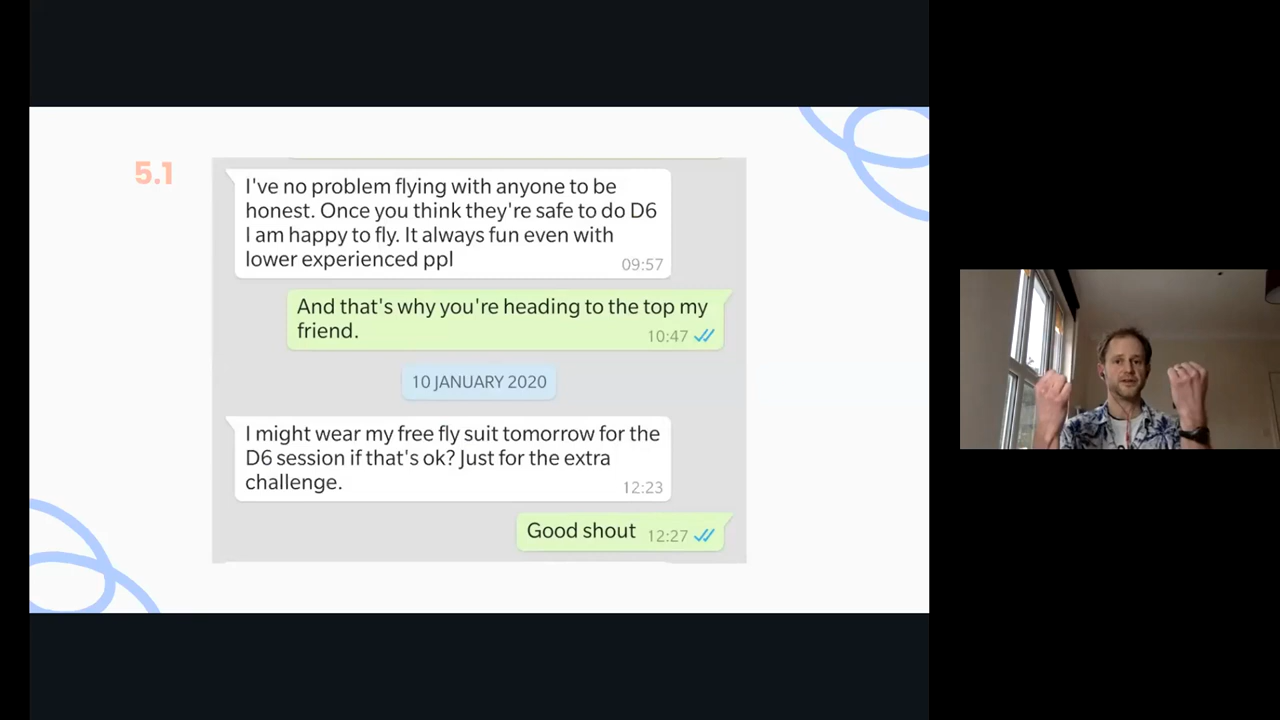 5.1
I've no problem flying with anyone to be
honest. Once you think they're safe to do D6
I am happy to fly. It always fun even with
lower experienced ppl
09:57
And that's why you're heading to the top my
friend.
10:47
10 JANUARY 2020
I might wear my free fly suit tomorrow for the
D6 session if that's ok? Just for the extra
challenge.
12:23
Good shout 12:27